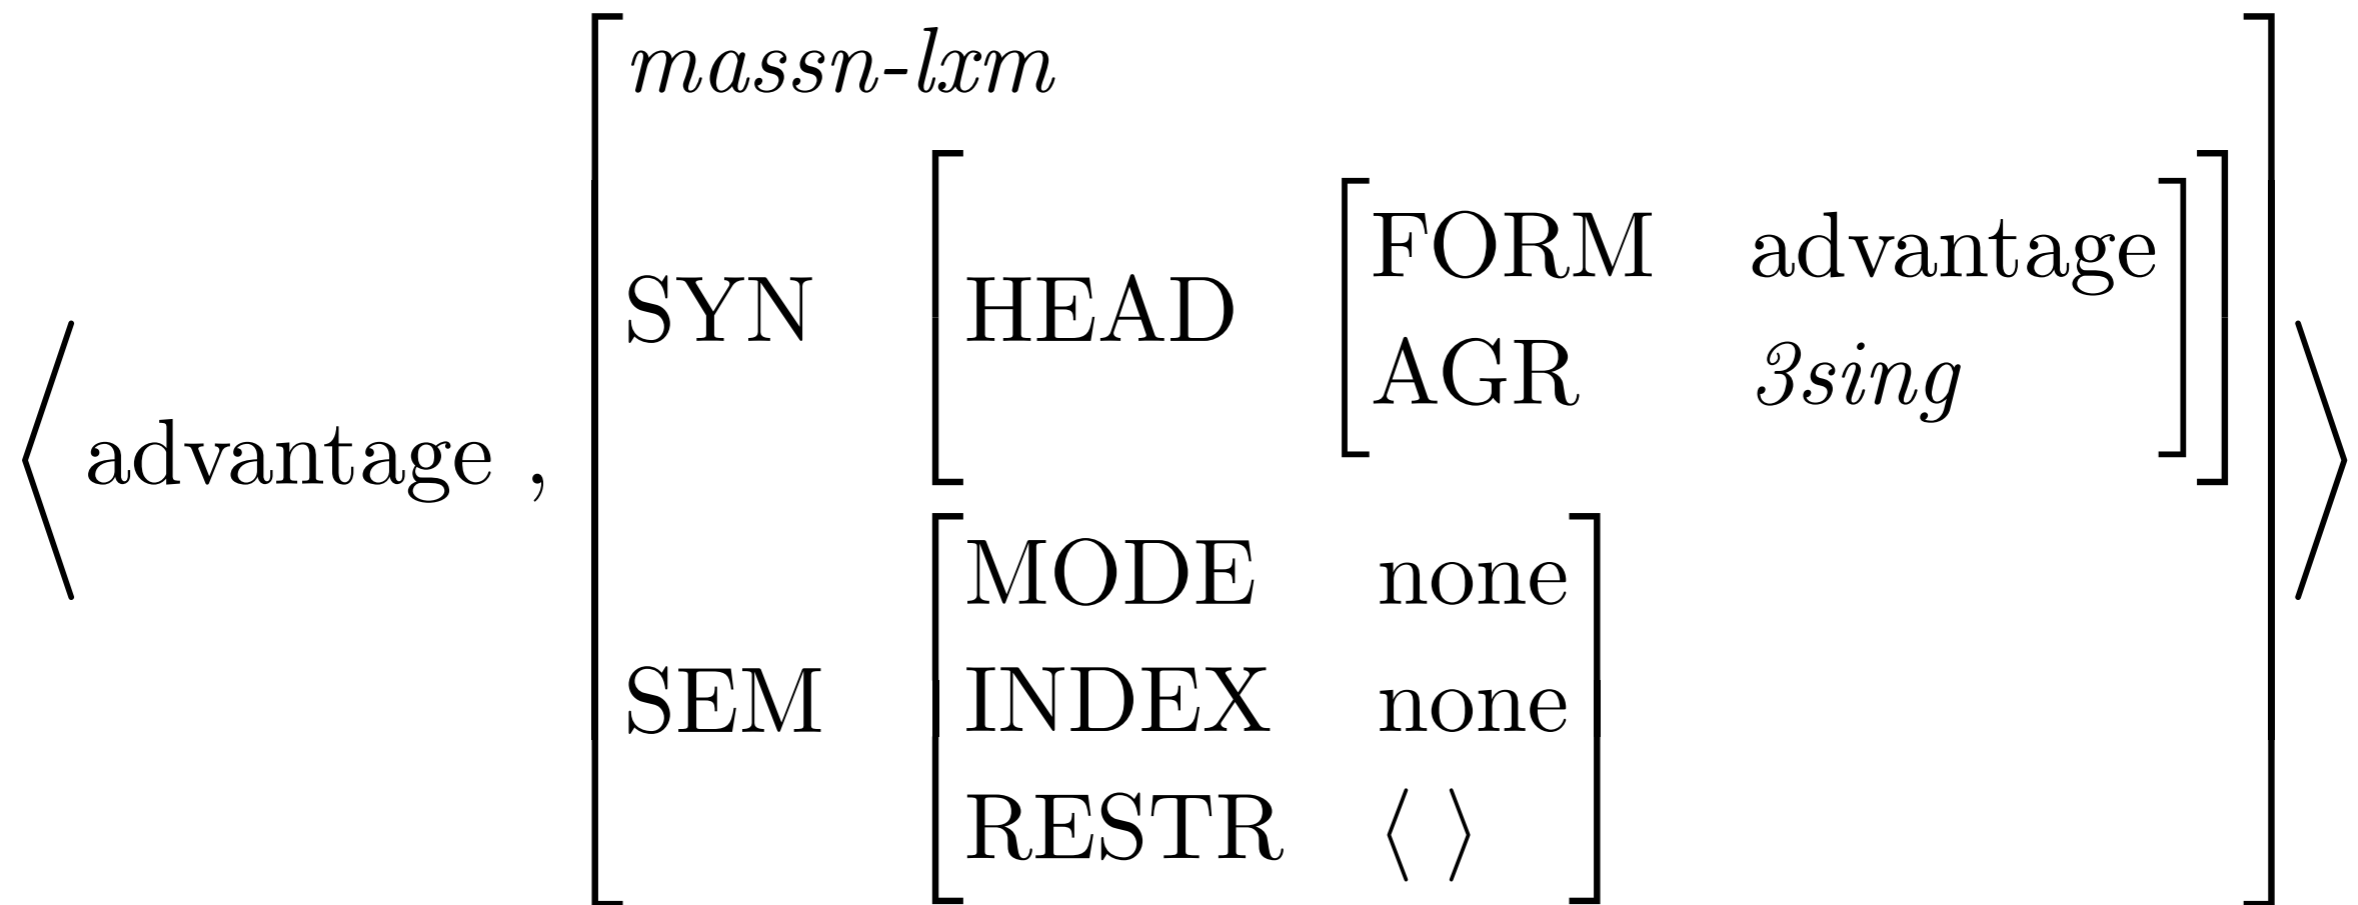 massn-lxm
FORM advantage
SYN HEAD
AGR 3sing
⟨ advantage ,
MODE none
SEM INDEX none
RESTR ⟨ ⟩ ⟩